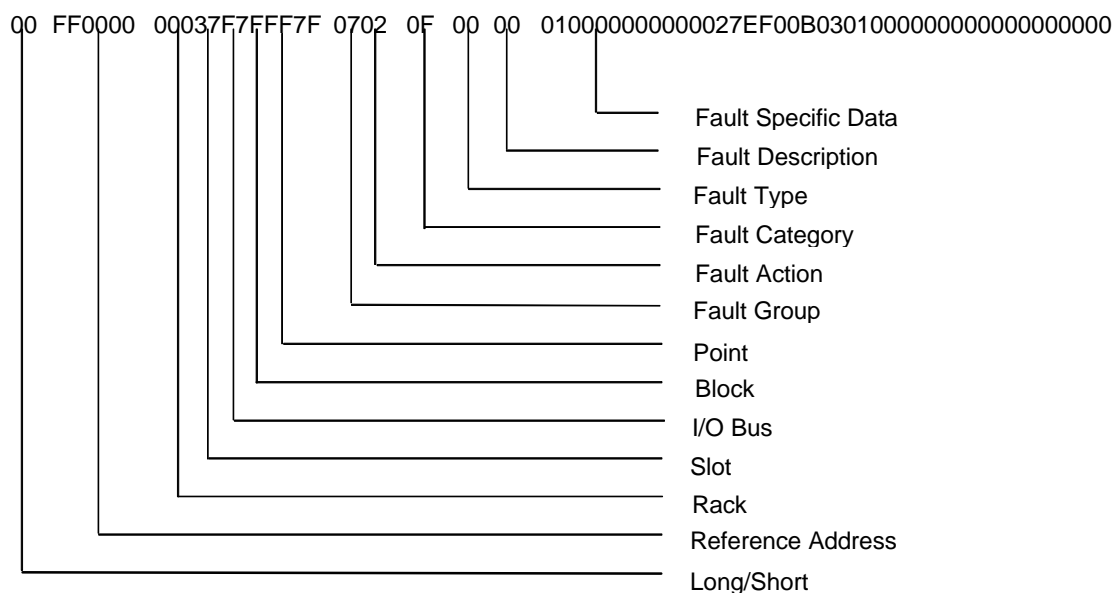 00 FF0000 00037F7FFF7F 0702 0F 00 00 010000000000027EF00B0301000000000000000000
Fault Specific Data
Fault Description
Fault Type
Fault Category
Fault Action
Fault Group
Point
Block
I/O Bus
Slot
Rack
Reference Address
Long/Short